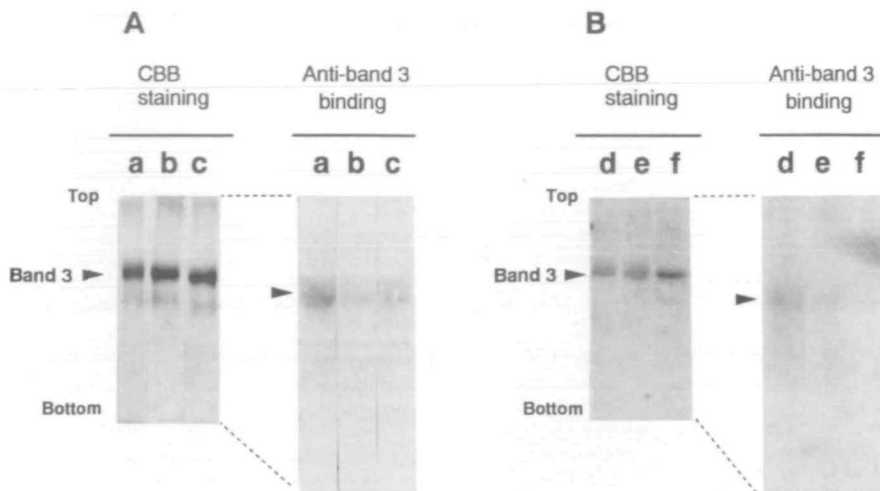 A
CBB
staining
Anti-band 3
binding
a b c
a b c
Top
Band 3
Bottom
B
CBB
staining
Anti-band 3
binding
d e f
d e f
Top
Band 3
Bottom